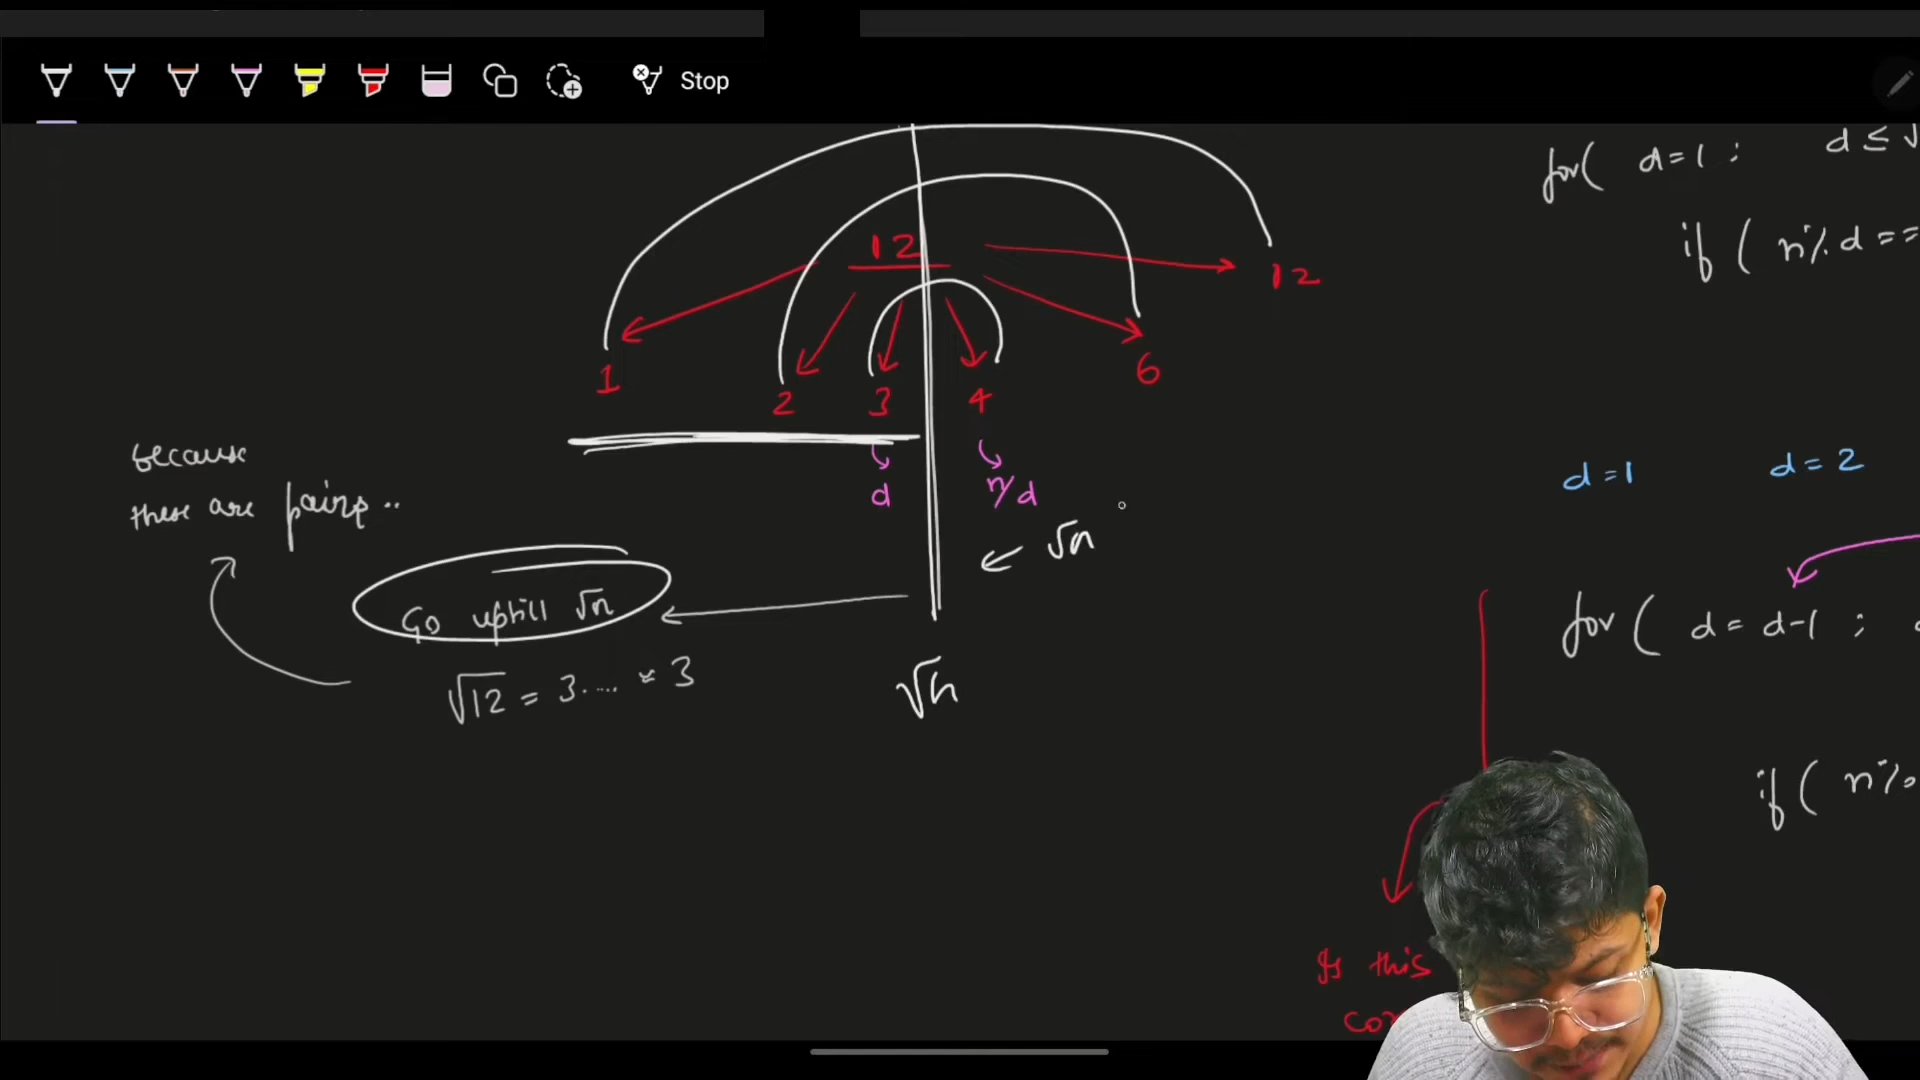 Stop
for( d=1 ; d ≤ √
if ( n% d ==
12
12
1
2
3
4
6
because
these are pairs..
d
n/d
√n
Go uptill √n
√12 = 3.... ≈ 3
√n
d=1 d=2
for ( d= d-1 ;
if ( n%
Is this